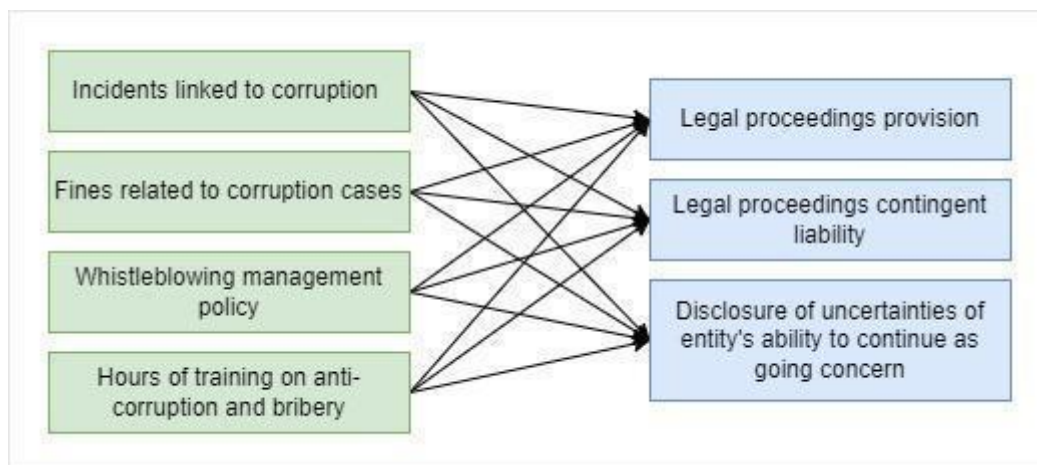 Incidents linked to corruption
Fines related to corruption cases
Whistleblowing management
policy
Hours of training on anti-
corruption and bribery
Legal proceedings provision
Legal proceedings contingent
liability
Disclosure of uncertainties of
entity's ability to continue as
going concern